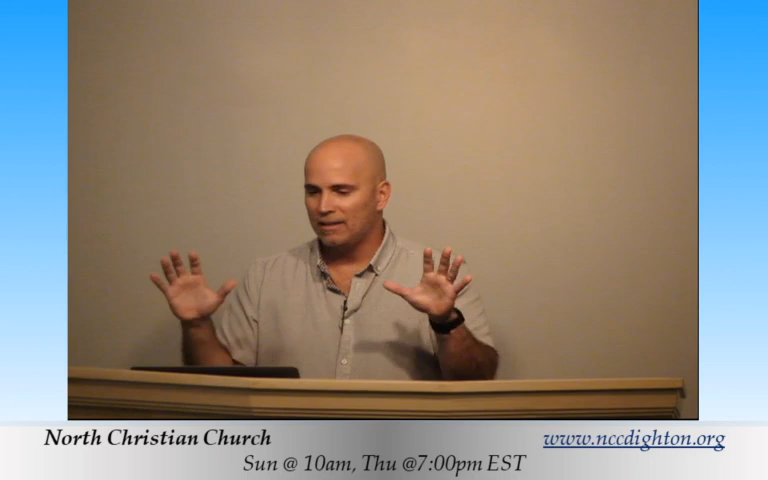 North Christian Church
www.nccdighton.org
Sun @ 10am, Thu @7:00pm EST